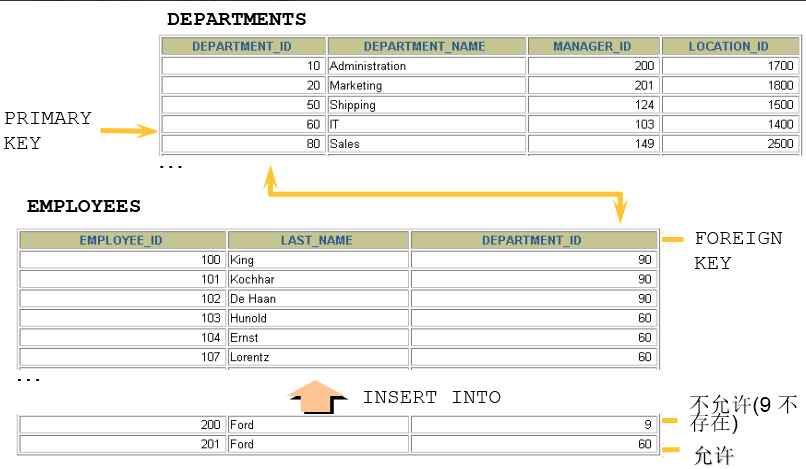 DEPARTMENTS
DEPARTMENT_ID DEPARTMENT_NAME MANAGER_ID LOCATION_ID
10 Administration 200 1700
20 Marketing 201 1800
50 Shipping 124 1500
60 IT 103 1400
80 Sales 149 2500
...
PRIMARY
KEY
EMPLOYEES
EMPLOYEE_ID LAST_NAME DEPARTMENT_ID
100 King 90
101 Kochhar 90
102 De Haan 90
103 Hunold 60
104 Ernst 60
107 Lorentz 60
...
FOREIGN
KEY
INSERT INTO
200 Ford 9
201 Ford 60
不允许(9 不
存在)
允许